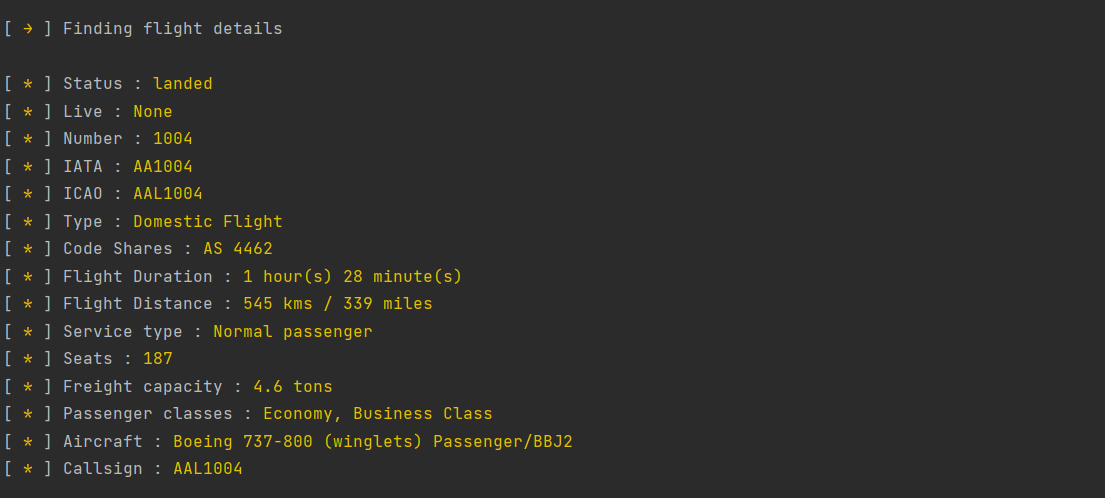 [ → ] Finding flight details
[ * ] Status : landed
[ * ] Live : None
[ * ] Number : 1004
[ * ] IATA : AA1004
[ * ] ICAO : AAL1004
[ * ] Type : Domestic Flight
[ * ] Code Shares : AS 4462
[ * ] Flight Duration : 1 hour(s) 28 minute(s)
[ * ] Flight Distance : 545 kms / 339 miles
[ * ] Service type : Normal passenger
[ * ] Seats : 187
[ * ] Freight capacity : 4.6 tons
[ * ] Passenger classes : Economy, Business Class
[ * ] Aircraft : Boeing 737-800 (winglets) Passenger/BBJ2
[ * ] Callsign : AAL1004